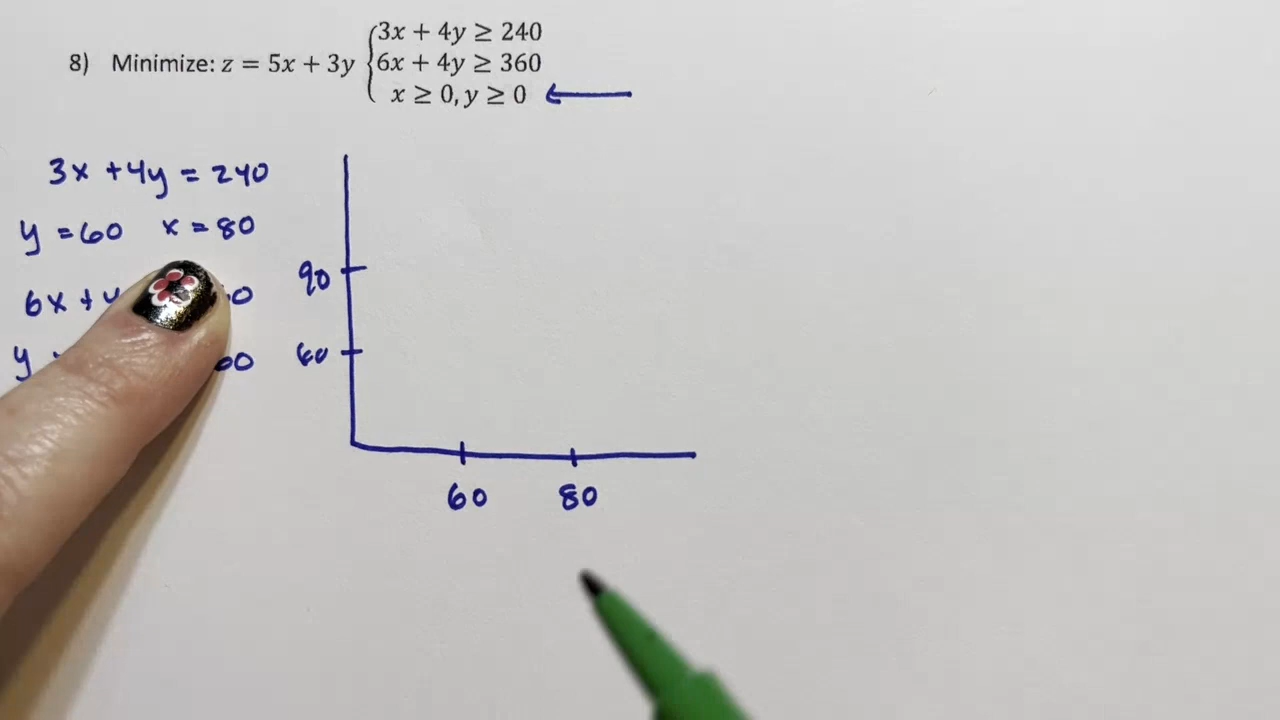 8) Minimize: z = 5x + 3y
3x + 4y ≥ 240
6x + 4y ≥ 360
x ≥ 0, y ≥ 0
3x + 4y = 240
y = 60 x = 80
6x +
y
90
60
60 80